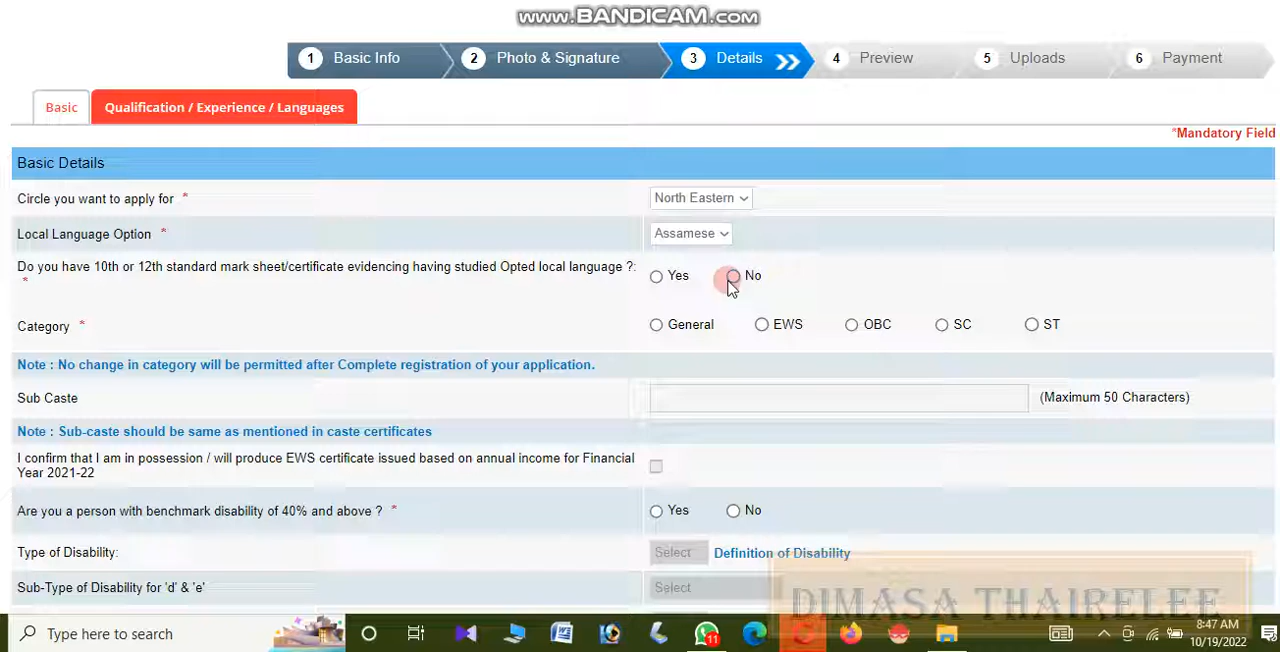 www.BANDICAM.com
1 Basic Info 2 Photo & Signature 3 Details 4 Preview 5 Uploads 6 Payment
Basic Qualification / Experience / Languages
*Mandatory Field
Basic Details
Circle you want to apply for * North Eastern
Local Language Option * Assamese
Do you have 10th or 12th standard mark sheet/certificate evidencing having studied Opted local language ?: * Yes No
Category * General EWS OBC SC ST
Note : No change in category will be permitted after Complete registration of your application.
Sub Caste (Maximum 50 Characters)
Note : Sub-caste should be same as mentioned in caste certificates
I confirm that I am in possession / will produce EWS certificate issued based on annual income for Financial
Year 2021-22
Are you a person with benchmark disability of 40% and above ? * Yes No
Type of Disability: Select Definition of Disability
Sub-Type of Disability for 'd' & 'e' Select
DIMASA THAIRELEE
Type here to search 11 8:47 AM
10/19/2022